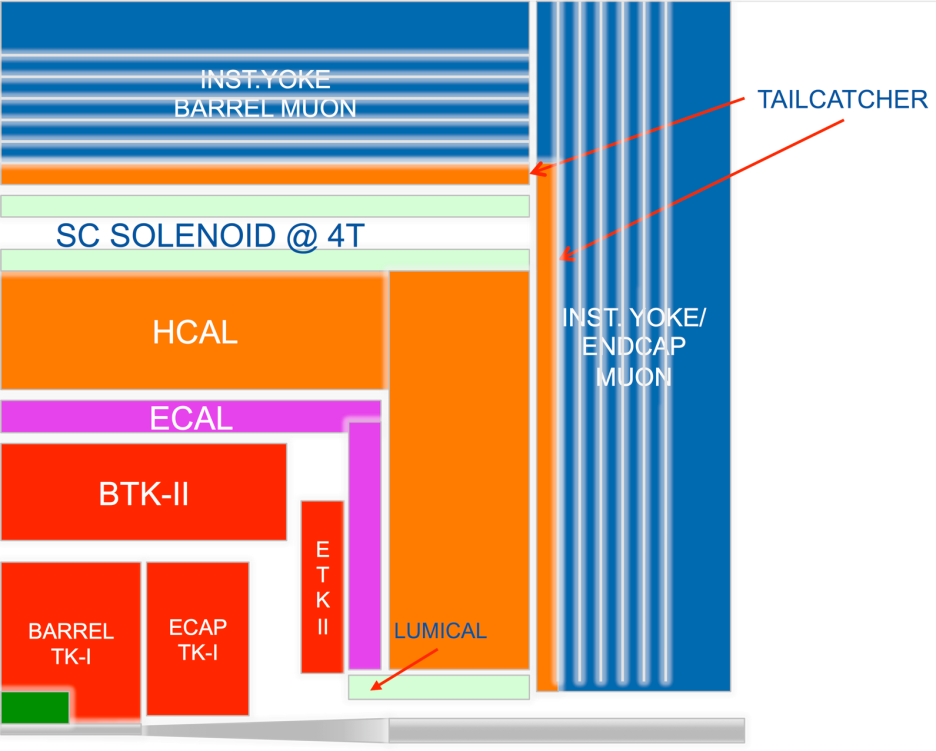 INST.YOKE
BARREL MUON
TAILCATCHER
SC SOLENOID @ 4T
INST. YOKE/
ENDCAP
MUON
HCAL
ECAL
BTK-II
E
T
K
II
BARREL
TK-I
ECAP
TK-I
LUMICAL